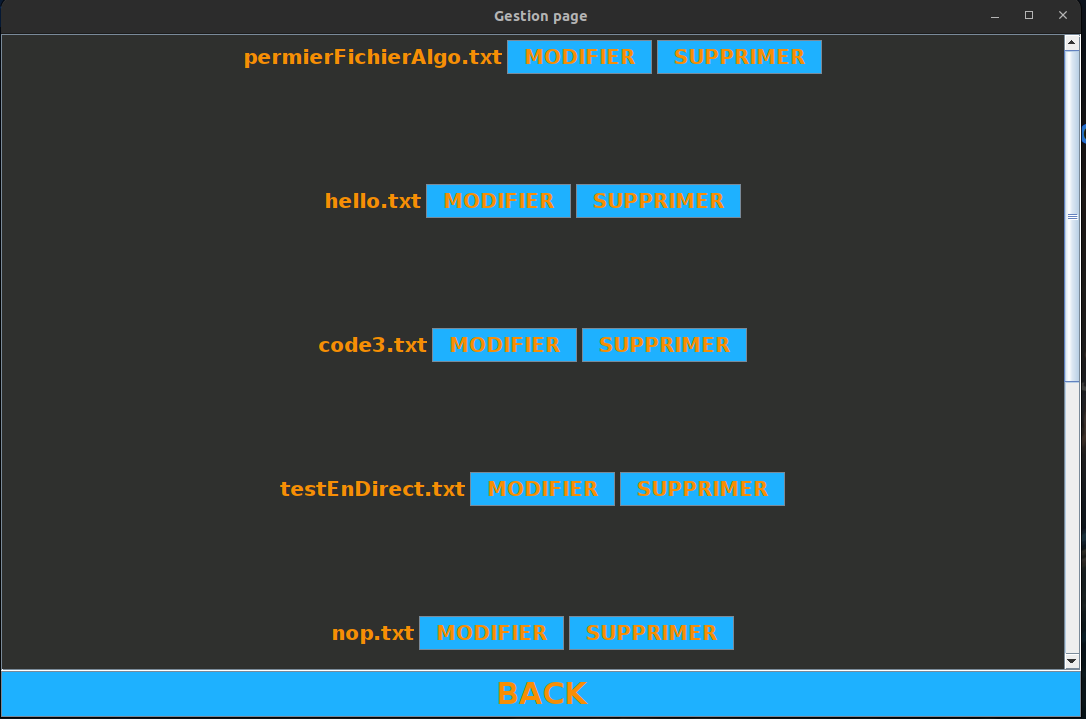 Gestion page
permierFichierAlgo.txt MODIFIER SUPPRIMER
hello.txt MODIFIER SUPPRIMER
code3.txt MODIFIER SUPPRIMER
testEnDirect.txt MODIFIER SUPPRIMER
nop.txt MODIFIER SUPPRIMER
BACK